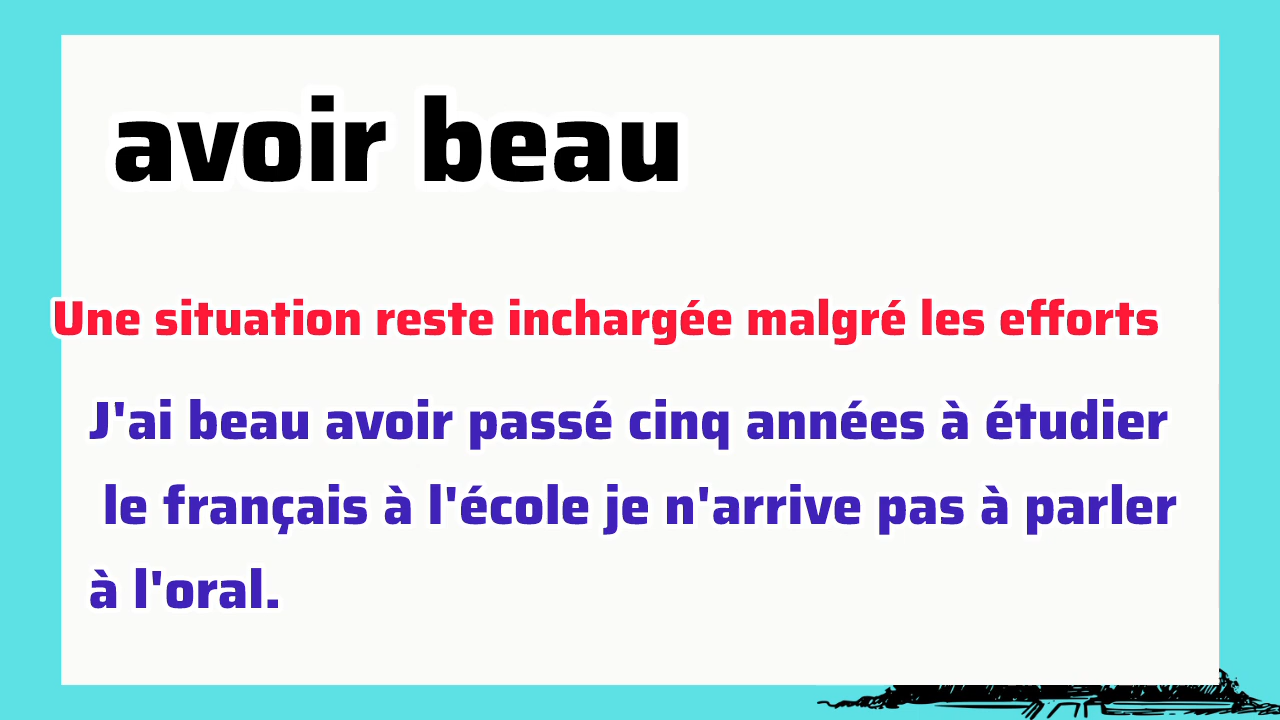 avoir beau
Une situation reste inchargée malgré les efforts
J'ai beau avoir passé cinq années à étudier
le français à l'école je n'arrive pas à parler
à l'oral.